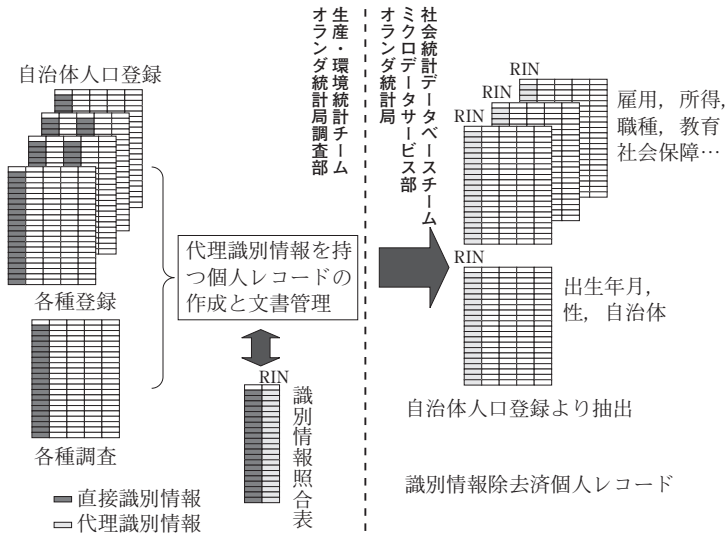 自治体人口登録
各種登録
各種調査
直接識別情報
代理識別情報
代理識別情報を持
つ個人レコードの
作成と文書管理
RIN
識別情報照合表
生産・環境統計チーム
オランダ統計局調査部
社会統計データベースチーム
ミクロデータサービス部
オランダ統計局
RIN
RIN
RIN
雇用，所得，
職種，教育
社会保障…
RIN
出生年月，
性，自治体
自治体人口登録より抽出
識別情報除去済個人レコード